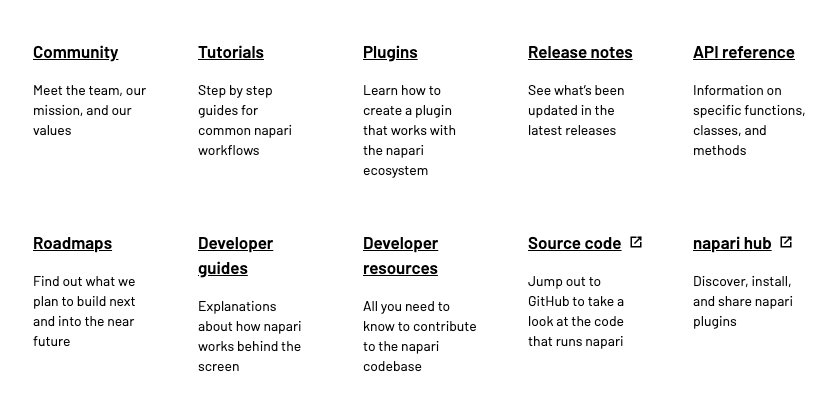 Community
Meet the team, our
mission, and our
values
Tutorials
Step by step
guides for
common napari
workflows
Plugins
Learn how to
create a plugin
that works with
the napari
ecosystem
Release notes
See what’s been
updated in the
latest releases
API reference
Information on
specific functions,
classes, and
methods
Roadmaps
Find out what we
plan to build next
and into the near
future
Developer
guides
Explanations
about how napari
works behind the
screen
Developer
resources
All you need to
know to contribute
to the napari
codebase
Source code
Jump out to
GitHub to take a
look at the code
that runs napari
napari hub
Discover, install,
and share napari
plugins